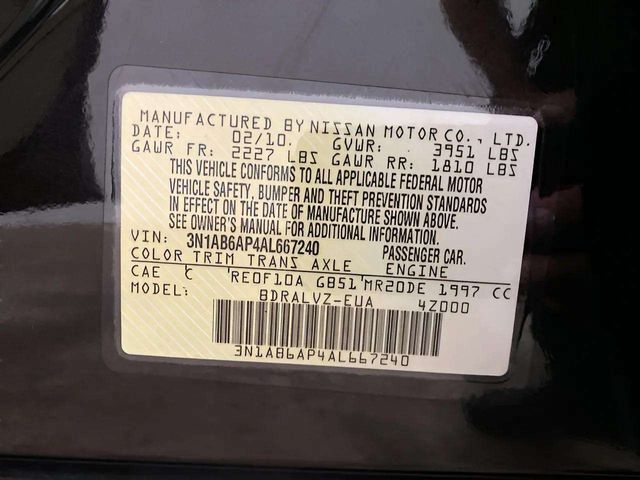 MANUFACTURED BY NISSAN MOTOR CO., LTD.
DATE: 02/10. GVWR: 3951 LBS
GAWR FR: 2227 LBS GAWR RR: 1810 LBS
THIS VEHICLE CONFORMS TO ALL APPLICABLE FEDERAL MOTOR
VEHICLE SAFETY, BUMPER AND THEFT PREVENTION STANDARDS
IN EFFECT ON THE DATE OF MANUFACTURE SHOWN ABOVE.
SEE OWNER'S MANUAL FOR ADDITIONAL INFORMATION.
VIN: 3N1AB6AP4AL667240 PASSENGER CAR.
COLOR TRIM TRANS AXLE ENGINE
CAE C RE0F10A GB51 MR20DE 1997 CC
MODEL: BDRALVZ-EUA 4Z000
3N1AB6AP4AL667240